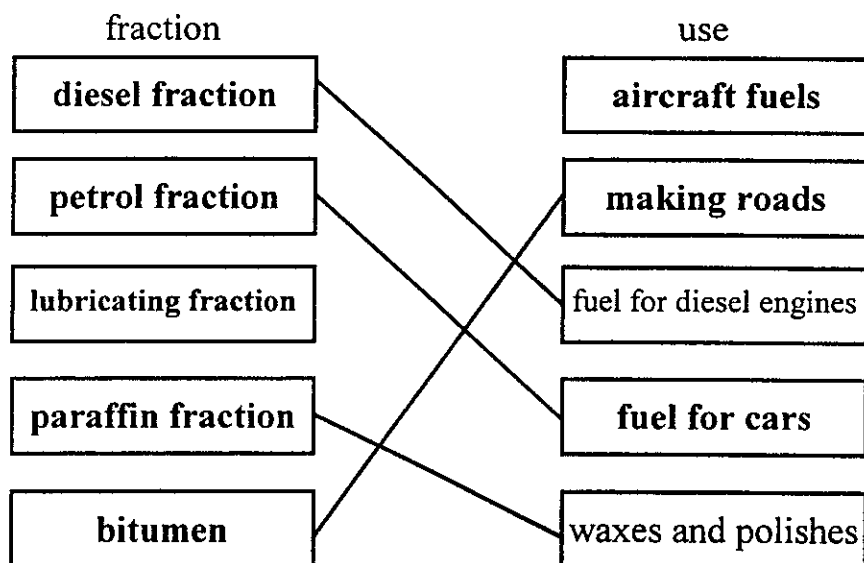 fraction
use
diesel fraction
aircraft fuels
petrol fraction
making roads
lubricating fraction
fuel for diesel engines
paraffin fraction
fuel for cars
bitumen
waxes and polishes